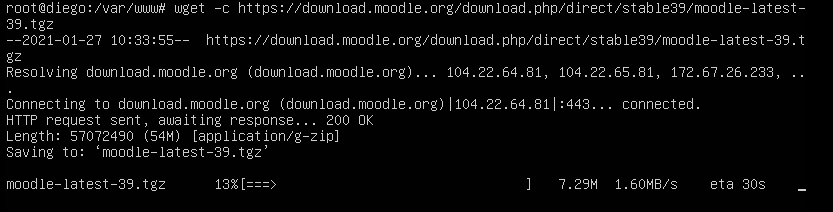 root@diego:/var/www# wget -c https://download.moodle.org/download.php/direct/stable39/moodle-latest-
39.tgz
--2021-01-27 10:33:55--  https://download.moodle.org/download.php/direct/stable39/moodle-latest-39.t
gz
Resolving download.moodle.org (download.moodle.org)... 104.22.64.81, 104.22.65.81, 172.67.26.233, ..
.
Connecting to download.moodle.org (download.moodle.org)|104.22.64.81|:443... connected.
HTTP request sent, awaiting response... 200 OK
Length: 57072490 (54M) [application/g-zip]
Saving to: ‘moodle-latest-39.tgz’
moodle-latest-39.tgz      13%[===>                              ]   7.29M  1.60MB/s    eta 30s    _